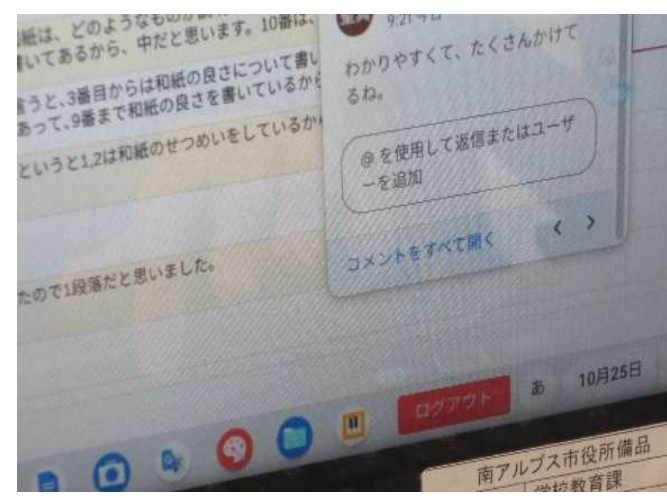 紙は、どのようなものか
いてあるから、中だと思います。10番は、
言うと、3番目からは和紙の良さについて書い
あって、9番まで和紙の良さを書いているから
というと1,2は和紙のせつめいをしているから
たので1段落だと思いました。
9:21 今日
わかりやすくて、たくさんかけて
るね。
@ を使用して返信またはユーザ
ーを追加
コメントをすべて開く
ログアウト
あ
10月25日
南アルプス市役所備品
学校教育課